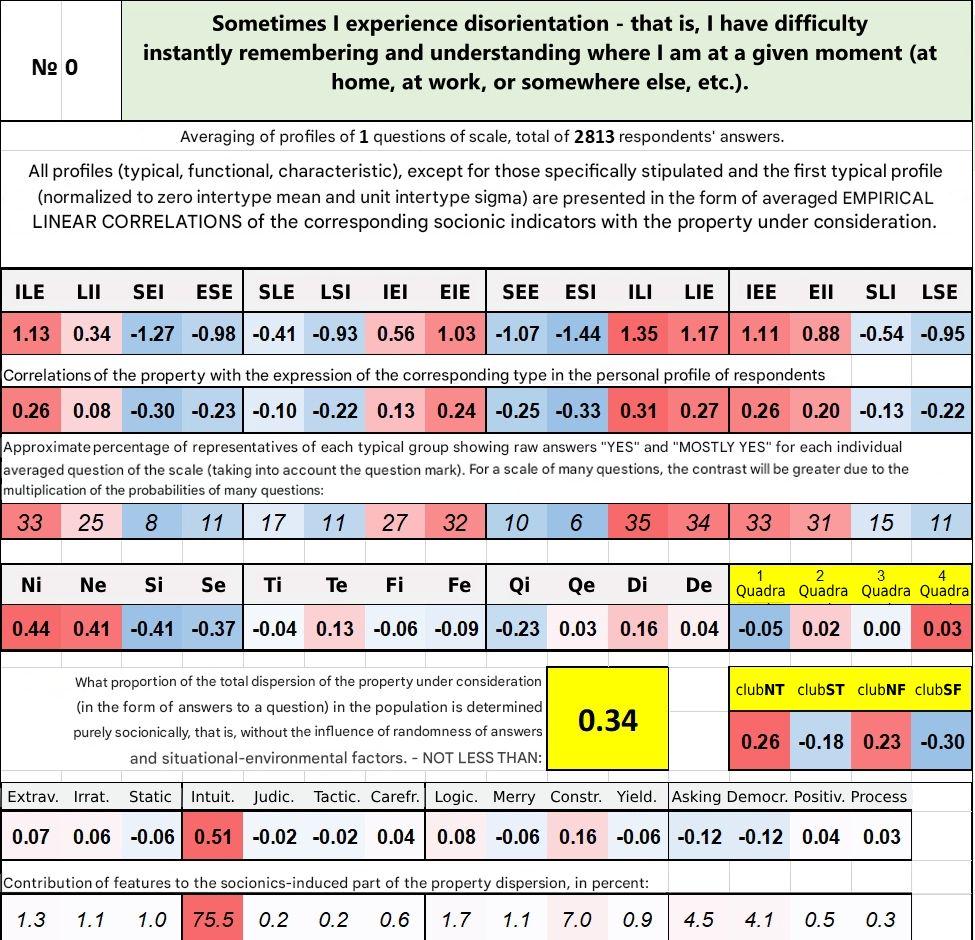 № 0
Sometimes I experience disorientation - that is, I have difficulty
instantly remembering and understanding where I am at a given moment (at
home, at work, or somewhere else, etc.).
Averaging of profiles of 1 questions of scale, total of 2813 respondents' answers.
All profiles (typical, functional, characteristic), except for those specifically stipulated and the first typical profile
(normalized to zero intertype mean and unit intertype sigma) are presented in the form of averaged EMPIRICAL
LINEAR CORRELATIONS of the corresponding socionic indicators with the property under consideration.
ILE LII SEI ESE SLE LSI IEI EIE SEE ESI ILI LIE IEE EII SLI LSE
1.13 0.34 -1.27 -0.98 -0.41 -0.93 0.56 1.03 -1.07 -1.44 1.35 1.17 1.11 0.88 -0.54 -0.95
Correlations of the property with the expression of the corresponding type in the personal profile of respondents
0.26 0.08 -0.30 -0.23 -0.10 -0.22 0.13 0.24 -0.25 -0.33 0.31 0.27 0.26 0.20 -0.13 -0.22
Approximate percentage of representatives of each typical group showing raw answers "YES" and "MOSTLY YES" for each individual
averaged question of the scale (taking into account the question mark). For a scale of many questions, the contrast will be greater due to the
multiplication of the probabilities of many questions:
33 25 8 11 17 11 27 32 10 6 35 34 33 31 15 11
Ni Ne Si Se Ti Te Fi Fe Qi Qe Di De 1 Quadra 2 Quadra 3 Quadra 4 Quadra
0.44 0.41 -0.41 -0.37 -0.04 0.13 -0.06 -0.09 -0.23 0.03 0.16 0.04 -0.05 0.02 0.00 0.03
What proportion of the total dispersion of the property under consideration
(in the form of answers to a question) in the population is determined
purely socionically, that is, without the influence of randomness of answers
and situational-environmental factors. - NOT LESS THAN:
0.34
clubNT clubST clubNF clubSF
0.26 -0.18 0.23 -0.30
Extrav. Irrat. Static Intuit. Judic. Tactic. Carefr. Logic. Merry Constr. Yield. Asking Democr. Positiv. Process
0.07 0.06 -0.06 0.51 -0.02 -0.02 0.04 0.08 -0.06 0.16 -0.06 -0.12 -0.12 0.04 0.03
Contribution of features to the socionics-induced part of the property dispersion, in percent:
1.3 1.1 1.0 75.5 0.2 0.2 0.6 1.7 1.1 7.0 0.9 4.5 4.1 0.5 0.3